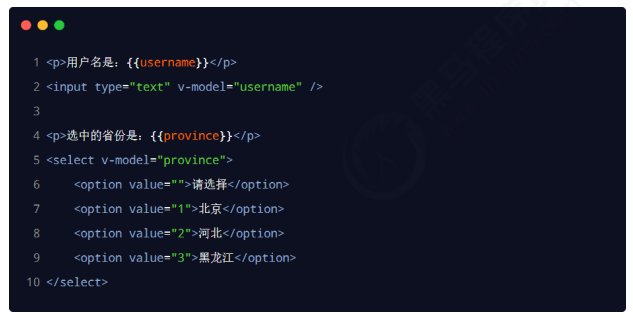 1 <p>用户名是：{{username}}</p>
2 <input type="text" v-model="username" />
3
4 <p>选中的省份是：{{province}}</p>
5 <select v-model="province">
6     <option value="">请选择</option>
7     <option value="1">北京</option>
8     <option value="2">河北</option>
9     <option value="3">黑龙江</option>
10 </select>